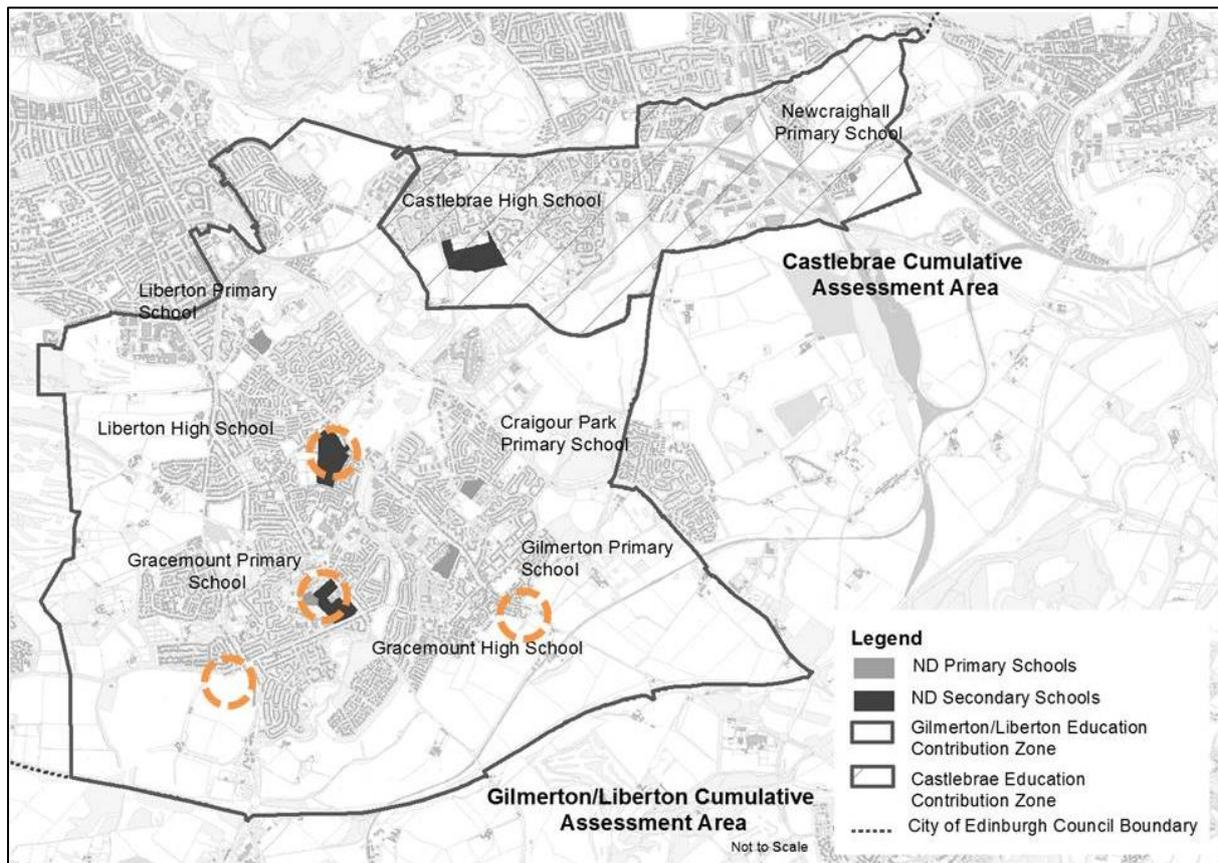 Newcraighall
Primary School
Castlebrae High School
Castlebrae Cumulative
Assessment Area
Liberton Primary
School
Liberton High School
Craigour Park
Primary School
Gracemount Primary
School
Gilmerton Primary
School
Gracemount High School
Gilmerton/Liberton Cumulative
Assessment Area
Not to Scale
Legend
ND Primary Schools
ND Secondary Schools
Gilmerton/Liberton Education
Contribution Zone
Castlebrae Education
Contribution Zone
City of Edinburgh Council Boundary